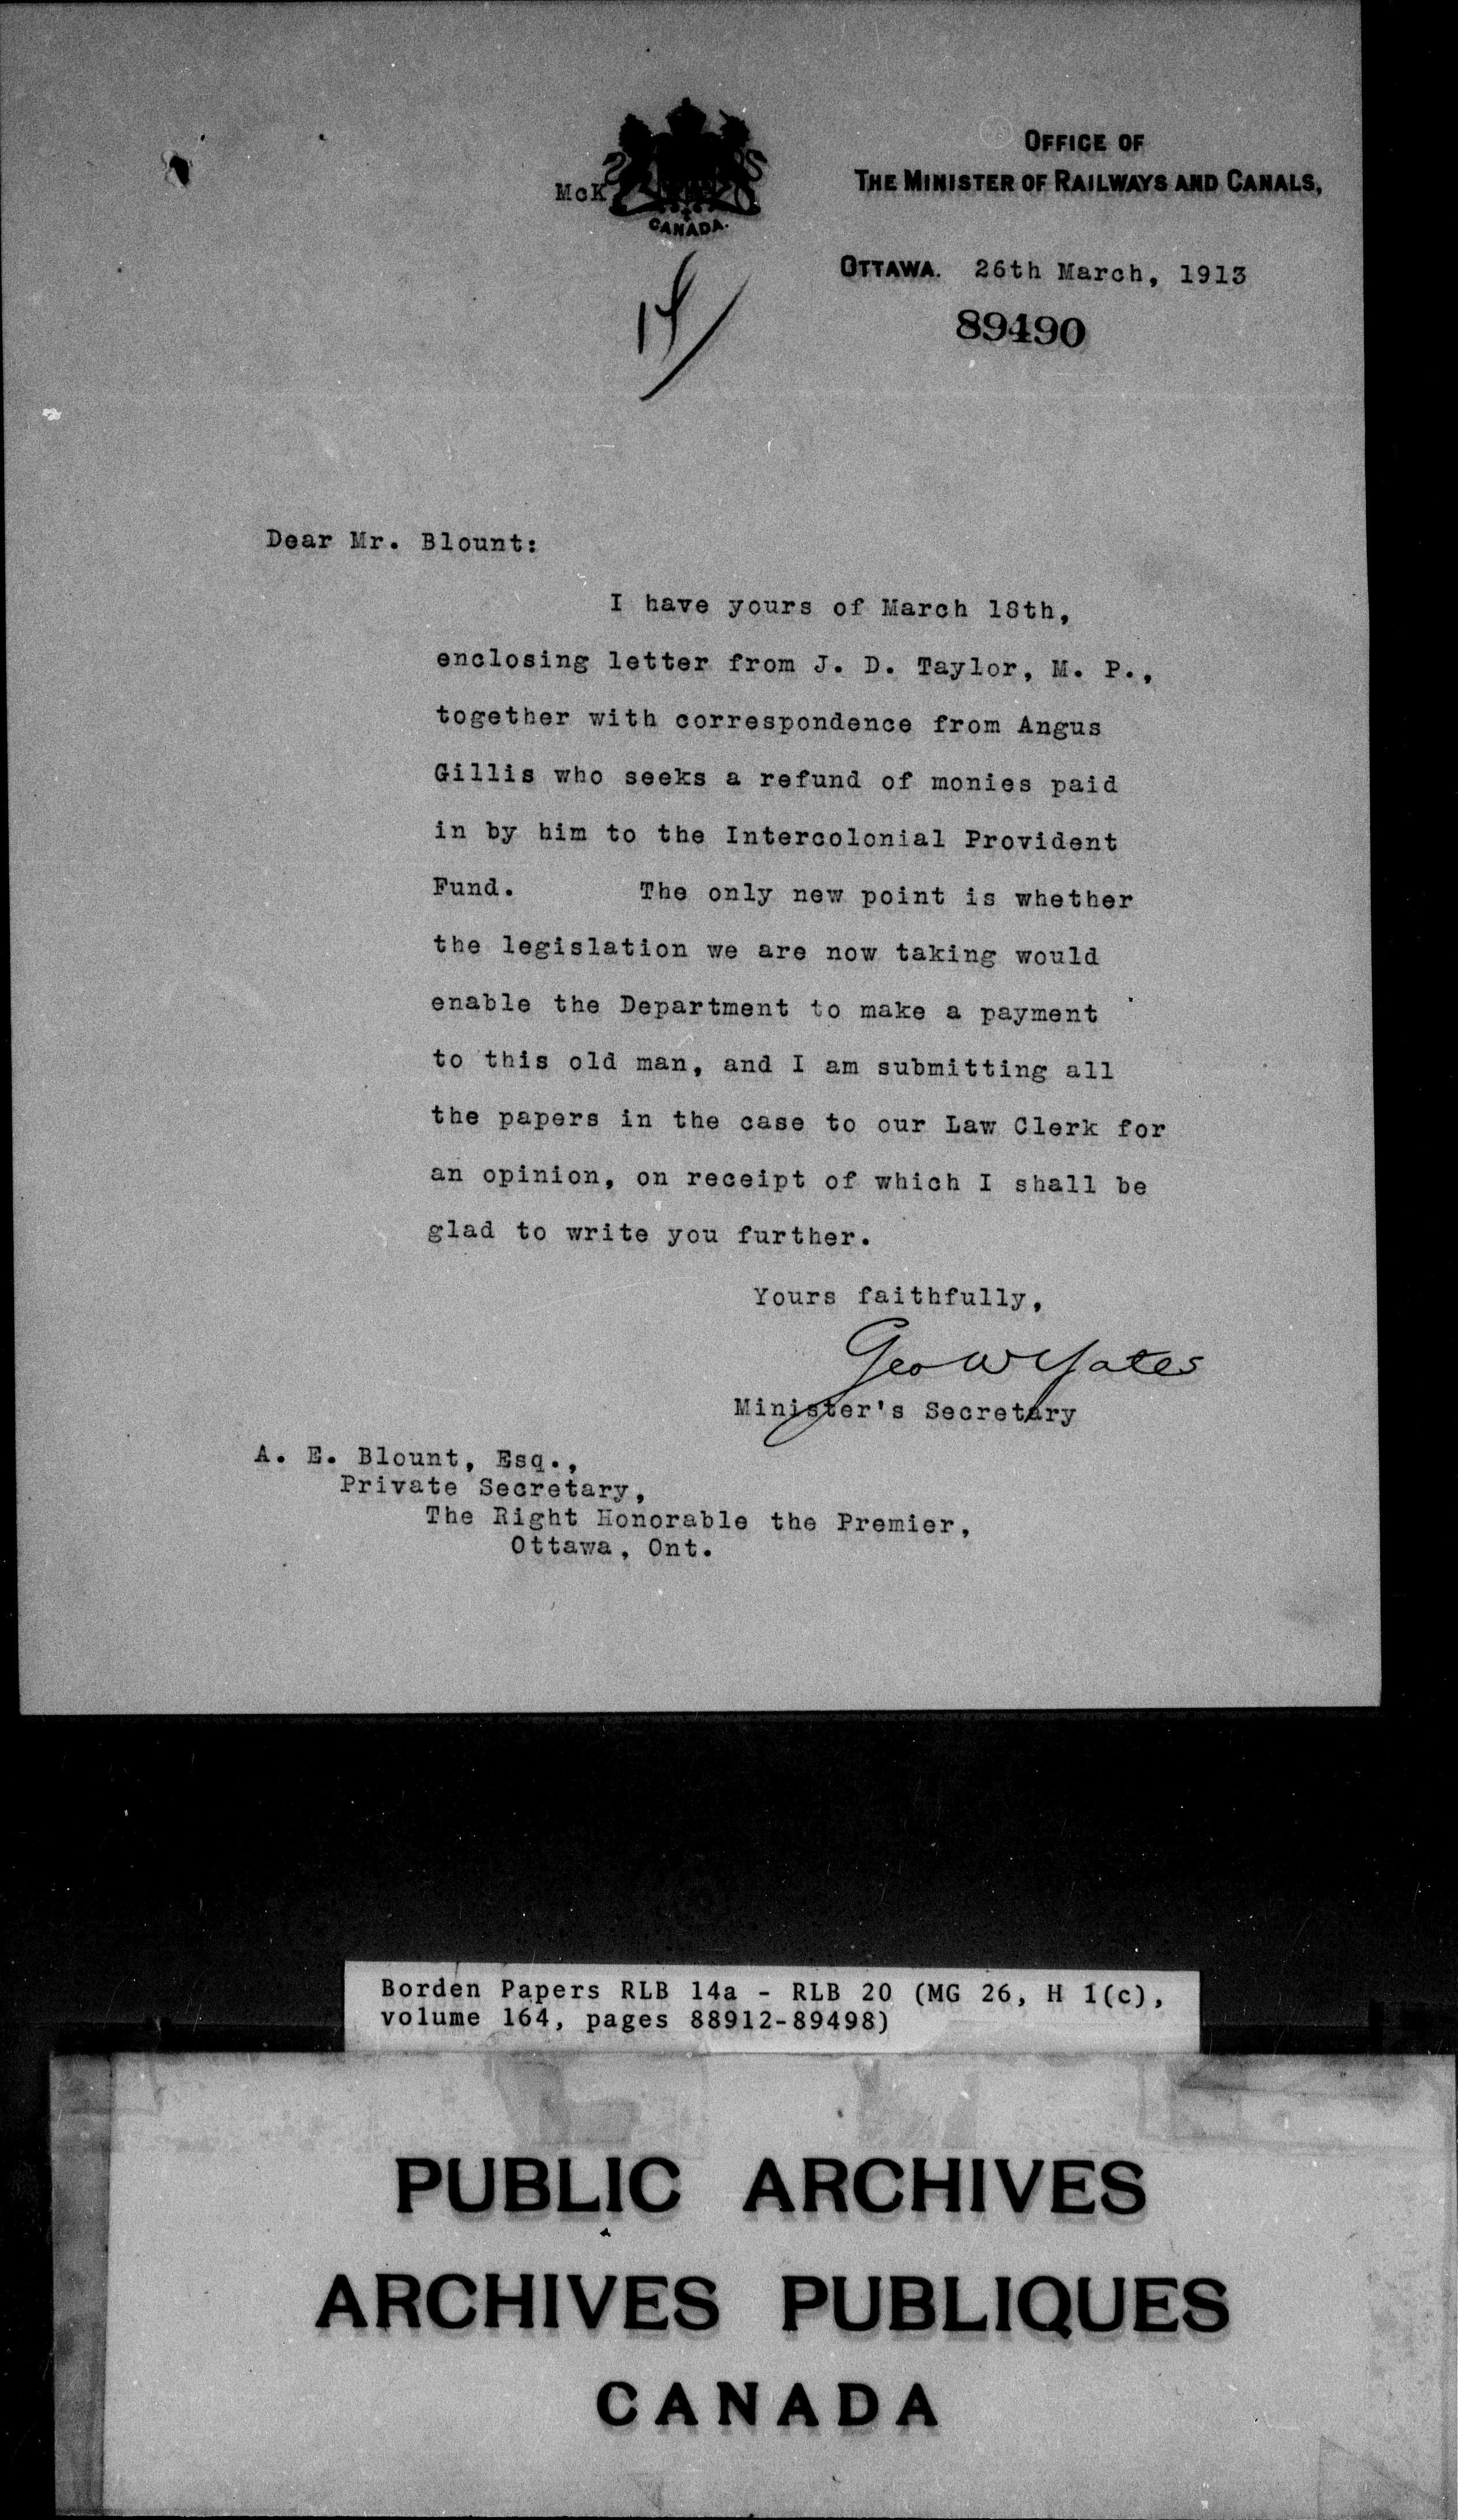 OFFICE OF
THE MINISTER OF RAILWAYS AND CANALS,
McK
CANADA.
OTTAWA. 26th March, 1913
89490
Dear Mr. Blount:
I have yours of March 18th,
enclosing letter from J. D. Taylor, M. P.,
together with correspondence from Angus
Gillis who seeks a refund of monies paid
in by him to the Intercolonial Provident
Fund. The only new point is whether
the legislation we are now taking would
enable the Department to make a payment
to this old man, and I am submitting all
the papers in the case to our Law Clerk for
an opinion, on receipt of which I shall be
glad to write you further.
Yours faithfully,
Geo W Yates
Minister's Secretary
A. E. Blount, Esq.,
Private Secretary,
The Right Honorable the Premier,
Ottawa, Ont.
Borden Papers RLB 14a - RLB 20 (MG 26, H 1(c),
volume 164, pages 88912-89498)
PUBLIC ARCHIVES
ARCHIVES PUBLIQUES
CANADA